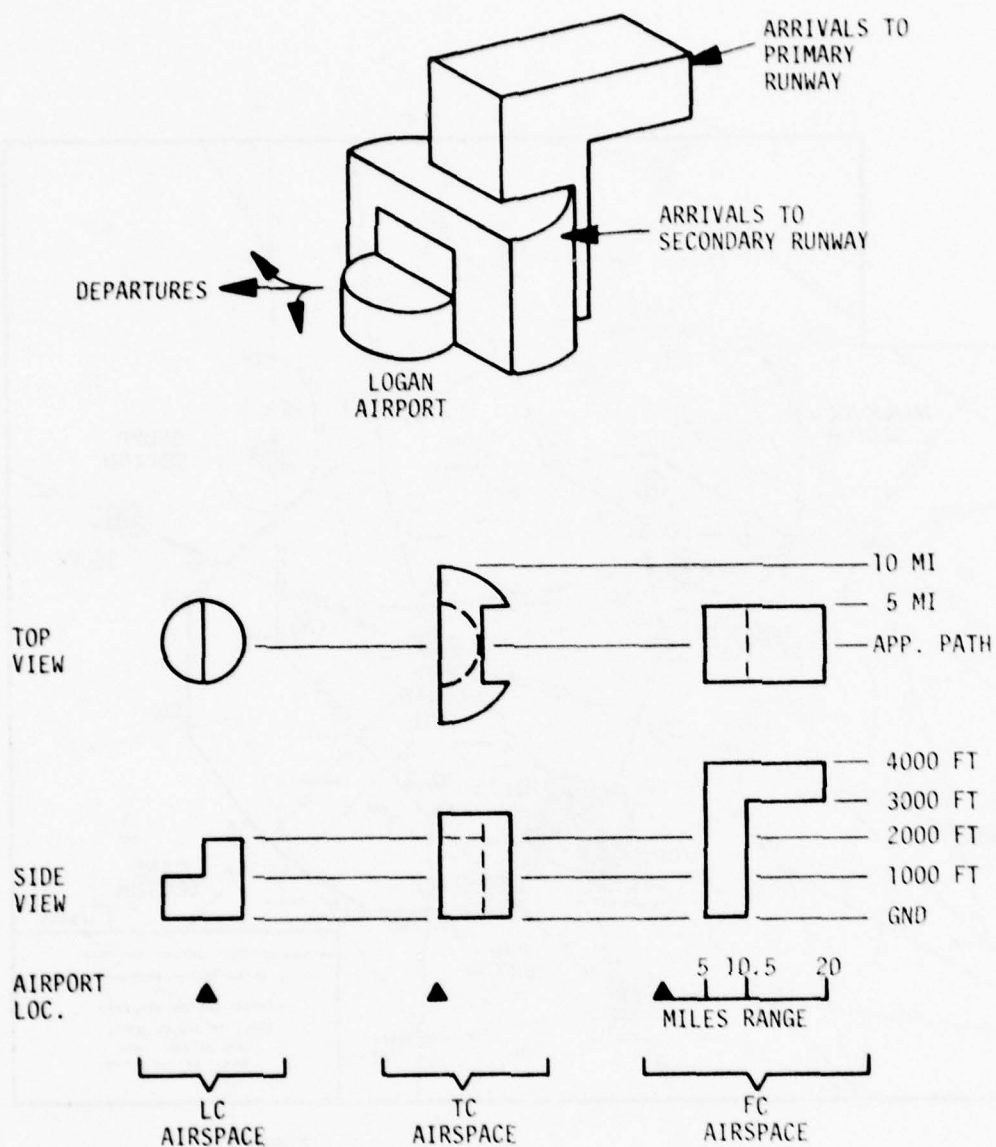 ARRIVALS TO
PRIMARY
RUNWAY
ARRIVALS TO
SECONDARY RUNWAY
DEPARTURES
LOGAN
AIRPORT
10 MI
5 MI
TOP
VIEW
APP. PATH
4000 FT
3000 FT
2000 FT
SIDE
VIEW
1000 FT
GND
AIRPORT
LOC.
5 10.5 20
MILES RANGE
LC
AIRSPACE
TC
AIRSPACE
FC
AIRSPACE